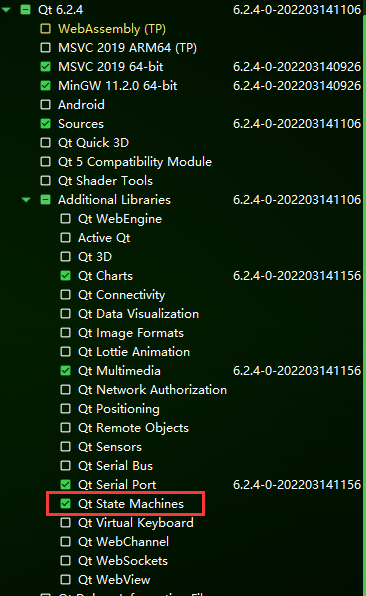 Qt 6.2.4 6.2.4-0-202203141106
WebAssembly (TP)
MSVC 2019 ARM64 (TP)
MSVC 2019 64-bit 6.2.4-0-202203140926
MinGW 11.2.0 64-bit 6.2.4-0-202203140926
Android
Sources 6.2.4-0-202203141106
Qt Quick 3D
Qt 5 Compatibility Module
Qt Shader Tools
Additional Libraries 6.2.4-0-202203141106
Qt WebEngine
Active Qt
Qt 3D
Qt Charts 6.2.4-0-202203141156
Qt Connectivity
Qt Data Visualization
Qt Image Formats
Qt Lottie Animation
Qt Multimedia 6.2.4-0-202203141156
Qt Network Authorization
Qt Positioning
Qt Remote Objects
Qt Sensors
Qt Serial Bus
Qt Serial Port 6.2.4-0-202203141156
Qt State Machines
Qt Virtual Keyboard
Qt WebChannel
Qt WebSockets
Qt WebView